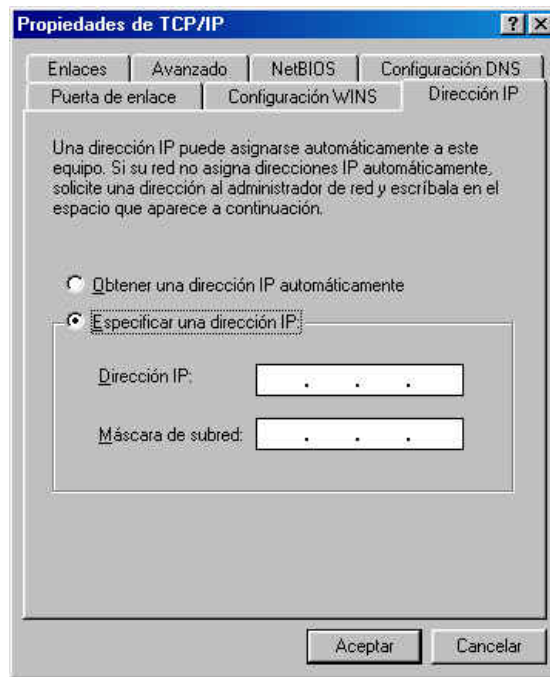 Propiedades de TCP/IP
Enlaces Avanzado NetBIOS Configuración DNS
Puerta de enlace Configuración WINS Dirección IP
Una dirección IP puede asignarse automáticamente a este
equipo. Si su red no asigna direcciones IP automáticamente,
solicite una dirección al administrador de red y escríbala en el
espacio que aparece a continuación.
Obtener una dirección IP automáticamente
Especificar una dirección IP:
Dirección IP: . . .
Máscara de subred: . . .
Aceptar Cancelar